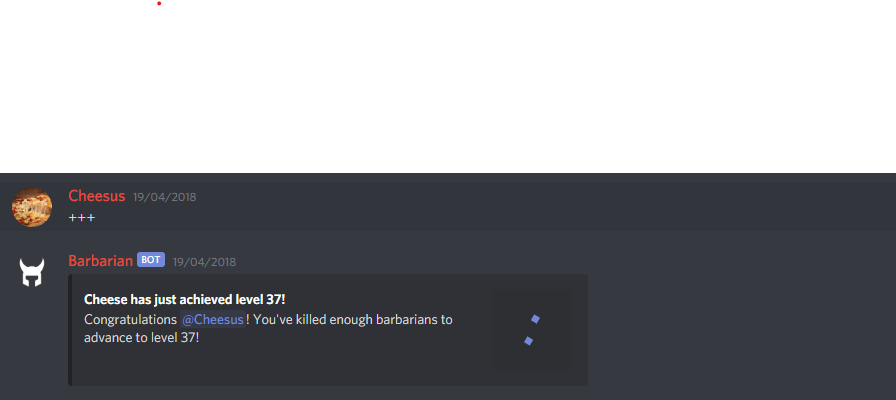 Cheesus 19/04/2018
+++
Barbarian BOT 19/04/2018
Cheese has just achieved level 37!
Congratulations @Cheesus! You've killed enough barbarians to
advance to level 37!